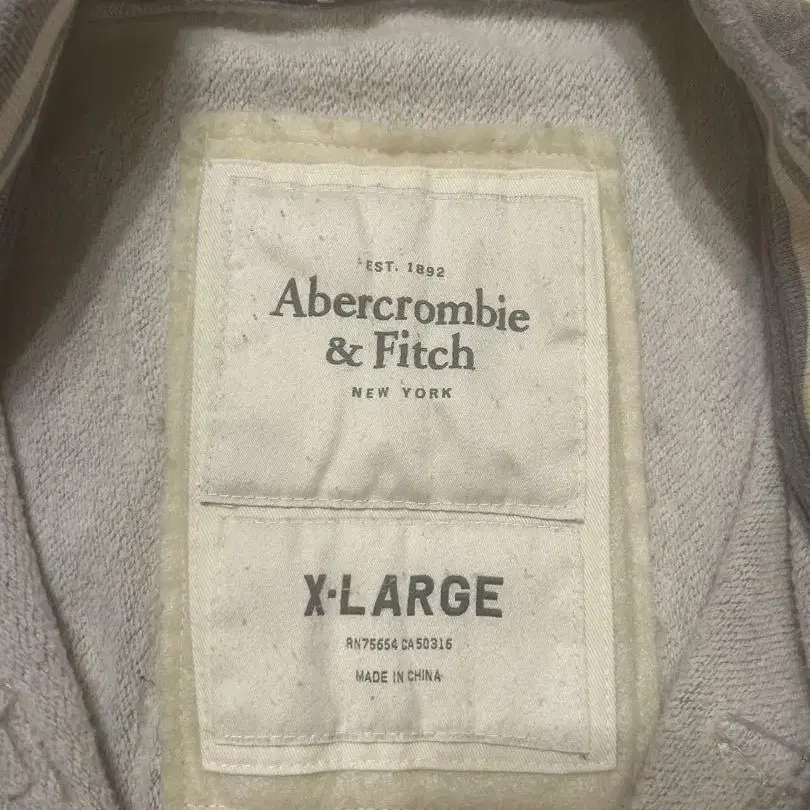 EST. 1892
Abercrombie
& Fitch
NEW YORK
X-LARGE
RN75654 CA50316
MADE IN CHINA